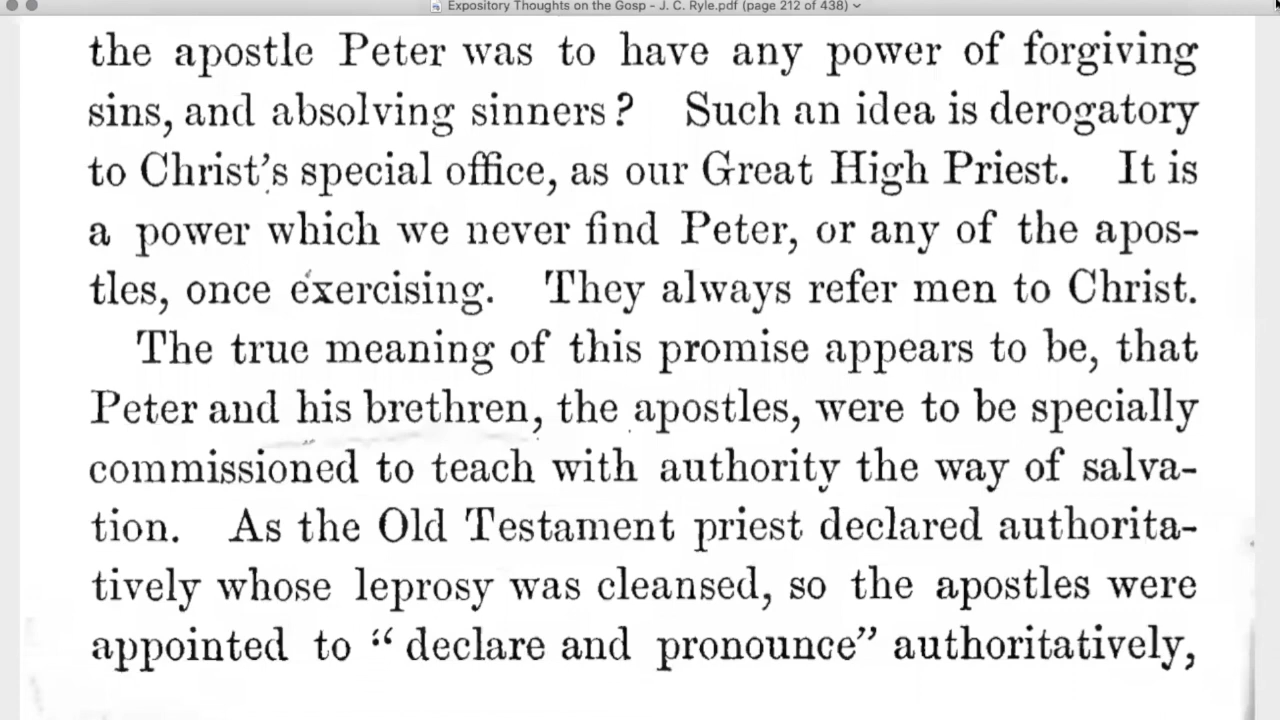 Expository Thoughts on the Gosp - J. C. Ryle.pdf (page 212 of 438)
the apostle Peter was to have any power of forgiving
sins, and absolving sinners? Such an idea is derogatory
to Christ's special office, as our Great High Priest. It is
a power which we never find Peter, or any of the apos-
tles, once exercising. They always refer men to Christ.
The true meaning of this promise appears to be, that
Peter and his brethren, the apostles, were to be specially
commissioned to teach with authority the way of salva-
tion. As the Old Testament priest declared authorita-
tively whose leprosy was cleansed, so the apostles were
appointed to “declare and pronounce” authoritatively,